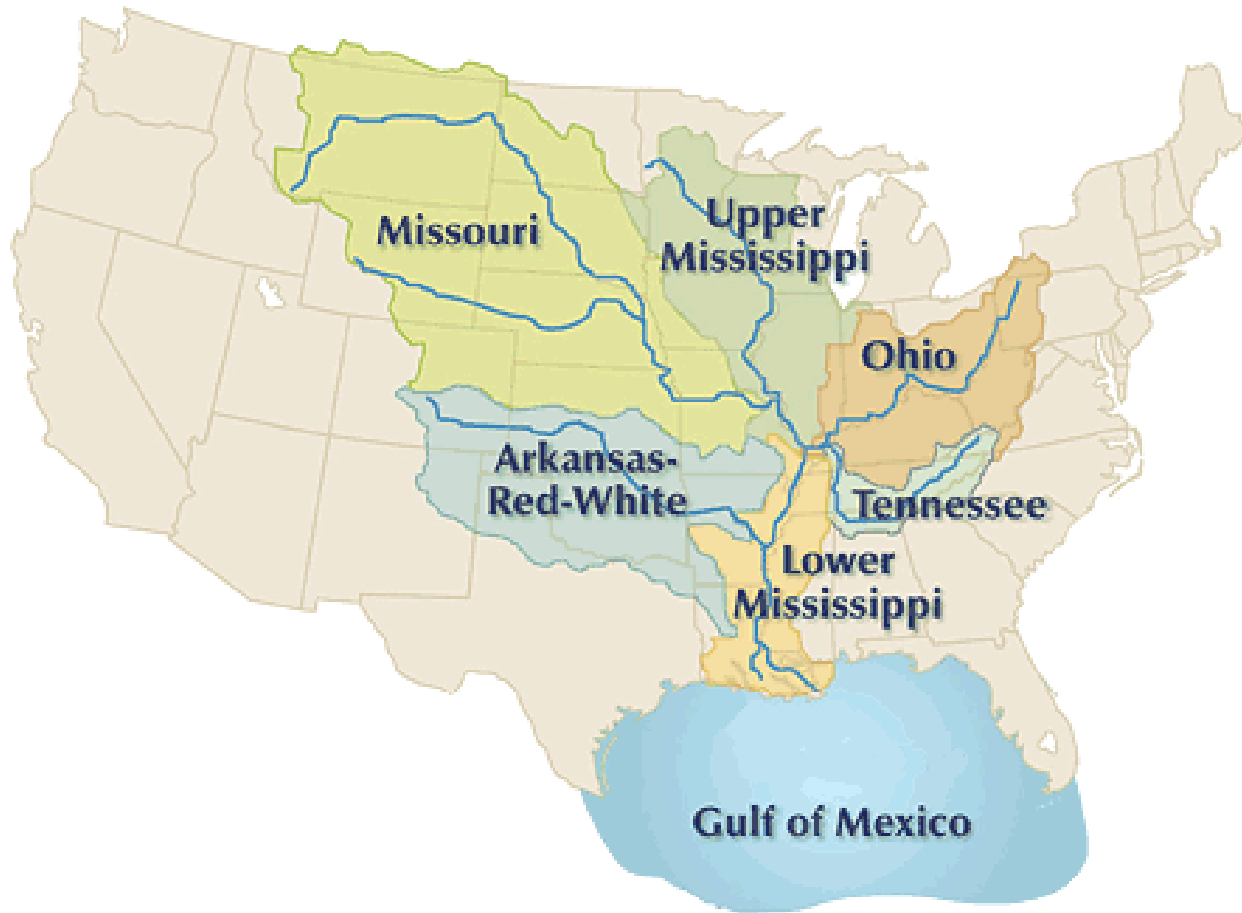 Missouri
Upper
Mississippi
Ohio
Arkansas-
Red-White
Tennessee
Lower
Mississippi
Gulf of Mexico